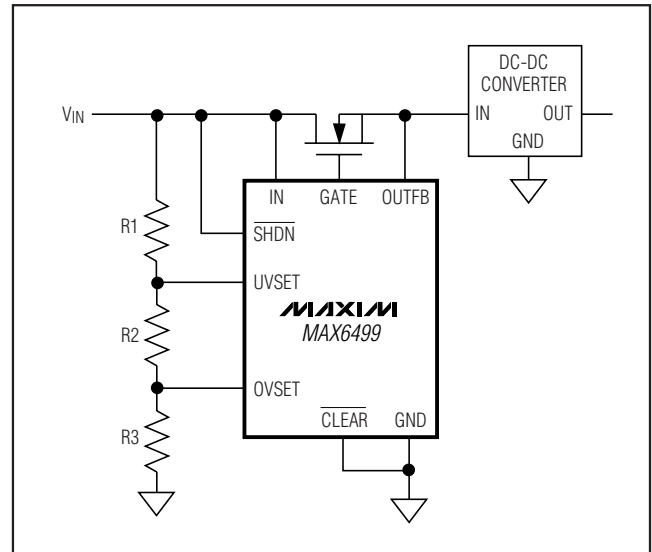 DC-DC
CONVERTER
VIN
IN
OUT
GND
IN
GATE
OUTFB
R1
SHDN
UVSET
MAXIM
MAX6499
R2
OVSET
R3
CLEAR
GND